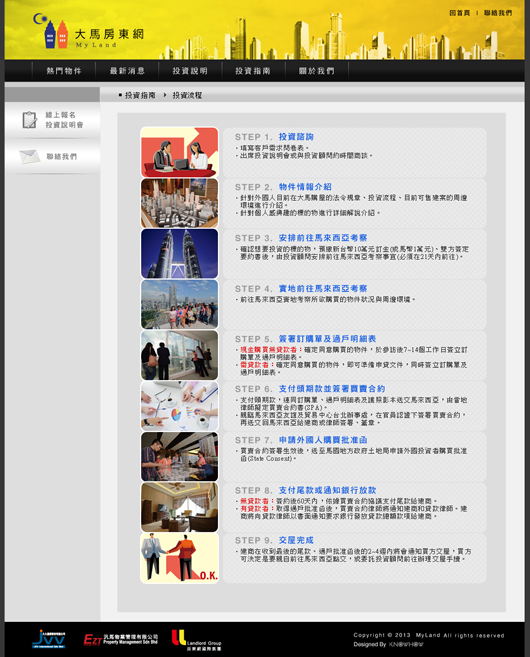 回首頁 | 聯絡我們
大馬房東網
MyLand
熱門物件
最新消息
投資說明
投資指南
關於我們
投資指南
投資流程
線上報名
投資說明會
聯絡我們
STEP 1. 投資諮詢
· 填寫客戶需求問卷表。
· 出席投資說明會或與投資顧問約時間商談。
STEP 2. 物件情報介紹
· 針對外國人目前在大馬購屋的法令規章、投資流程、目前可售建案的周邊
環境進行介紹。
· 針對個人感興趣的標的物進行詳細解說介紹。
STEP 3. 安排前往馬來西亞考察
· 確認想要投資的標的物，預繳新台幣10萬元訂金(或馬幣1萬元)、雙方簽定
要約書後，由投資顧問安排前往馬來西亞考察事宜(必須在21天內前往)。
STEP 4. 實地前往馬來西亞考察
· 前往馬來西亞實地考察所欲購買的物件狀況與周邊環境。
STEP 5. 簽署訂購單及過戶明細表
· 現金購買無貸款者：確定同意購買的物件，於參訪後7~14個工作日簽立訂
購單及過戶明細表。
· 需貸款者：確定同意購買的物件，即可準備申貸文件，同時簽立訂購單及
過戶明細表。
STEP 6. 支付頭期款並簽署買賣合約
· 支付頭期款，連同訂購單、過戶明細表及護照影本送交馬來西亞，由當地
律師擬定買賣合約書(SPA)。
· 親臨馬來西亞友誼及貿易中心台北辦事處，在官員認證下簽署買賣合約，
再送交回馬來西亞給建商或律師簽署、蓋章。
STEP 7. 申請外國人購買批准函
· 買賣合約簽署生效後，送至馬國地方政府土地局申請外國投資者購買批准
函(State Consent)。
STEP 8. 支付尾款或通知銀行放款
· 無貸款者：簽約後60天內，依據買賣合約協議支付尾款給建商。
· 有貸款者：取得過戶批准函後，買賣合約律師將通知建商和貸款律師。建
商將向貸款律師以書面通知要求銀行發放貸款總額款項給建商。
STEP 9. 交屋完成
· 建商在收到最後的尾款、過戶批准函後的2~4週內將會通知買方交屋，買方
可決定是要親自前往馬來西亞點交，或委託投資顧問前往辦理交屋手續。
O.K.
JVV
EZT 汎馬物業管理有限公司
Property Management Sdn Bhd
Landlord Group
Copyright © 2013 MyLand All rights reserved
Designed By KNOWHOW